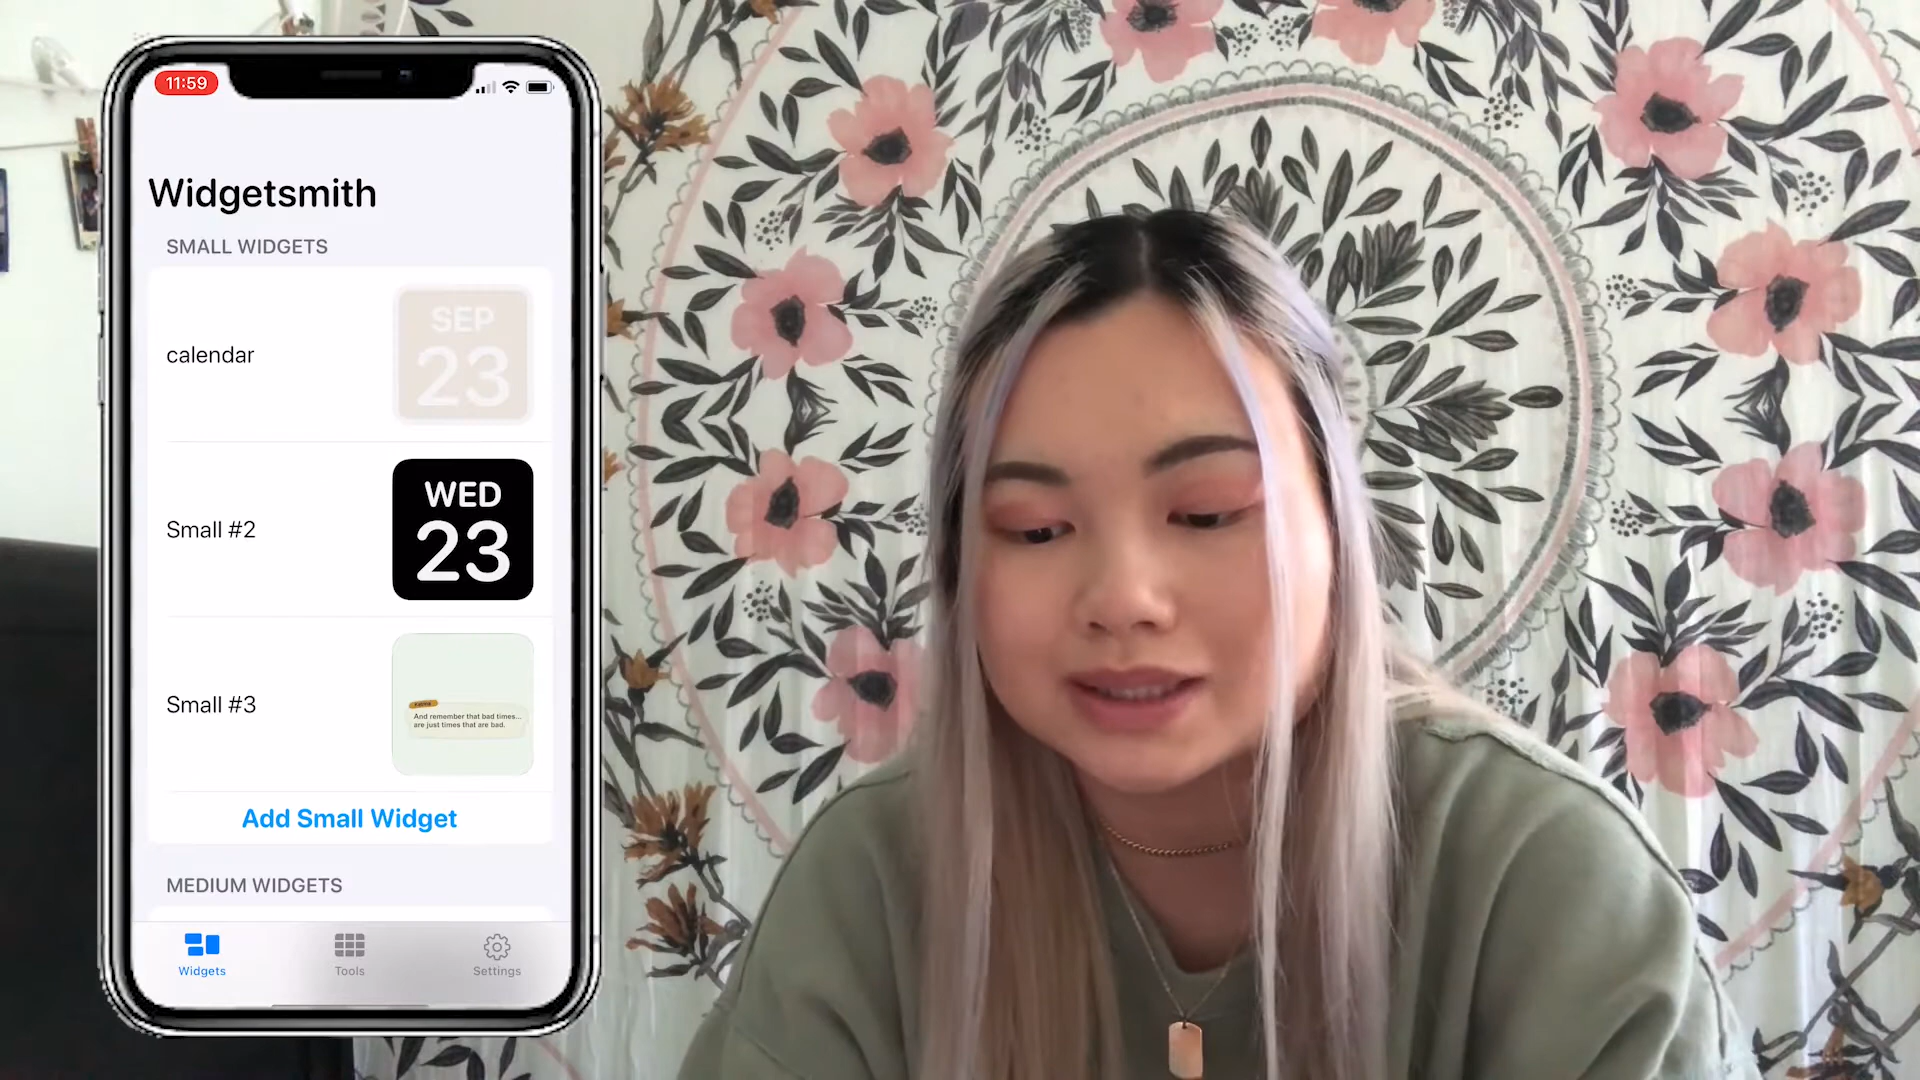 11:59
Widgetsmith
SMALL WIDGETS
calendar
SEP
23
Small #2
WED
23
Small #3
And remember that bad times...
are just times that are bad.
Add Small Widget
MEDIUM WIDGETS
Widgets
Tools
Settings